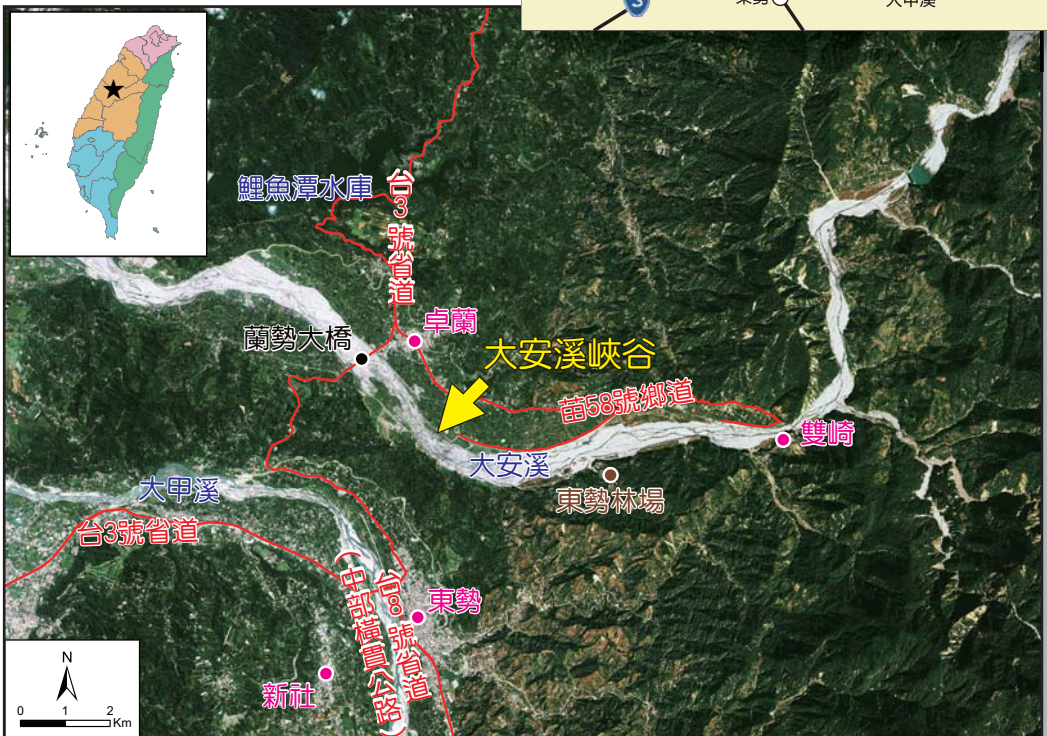 3
東勢
大甲溪
鯉魚潭水庫
台3號省道
卓蘭
蘭勢大橋
大安溪峽谷
苗58號鄉道
雙崎
大安溪
東勢林場
大甲溪
台3號省道
台8號省道
(中部橫貫公路)
東勢
新社
N
0 1 2
Km